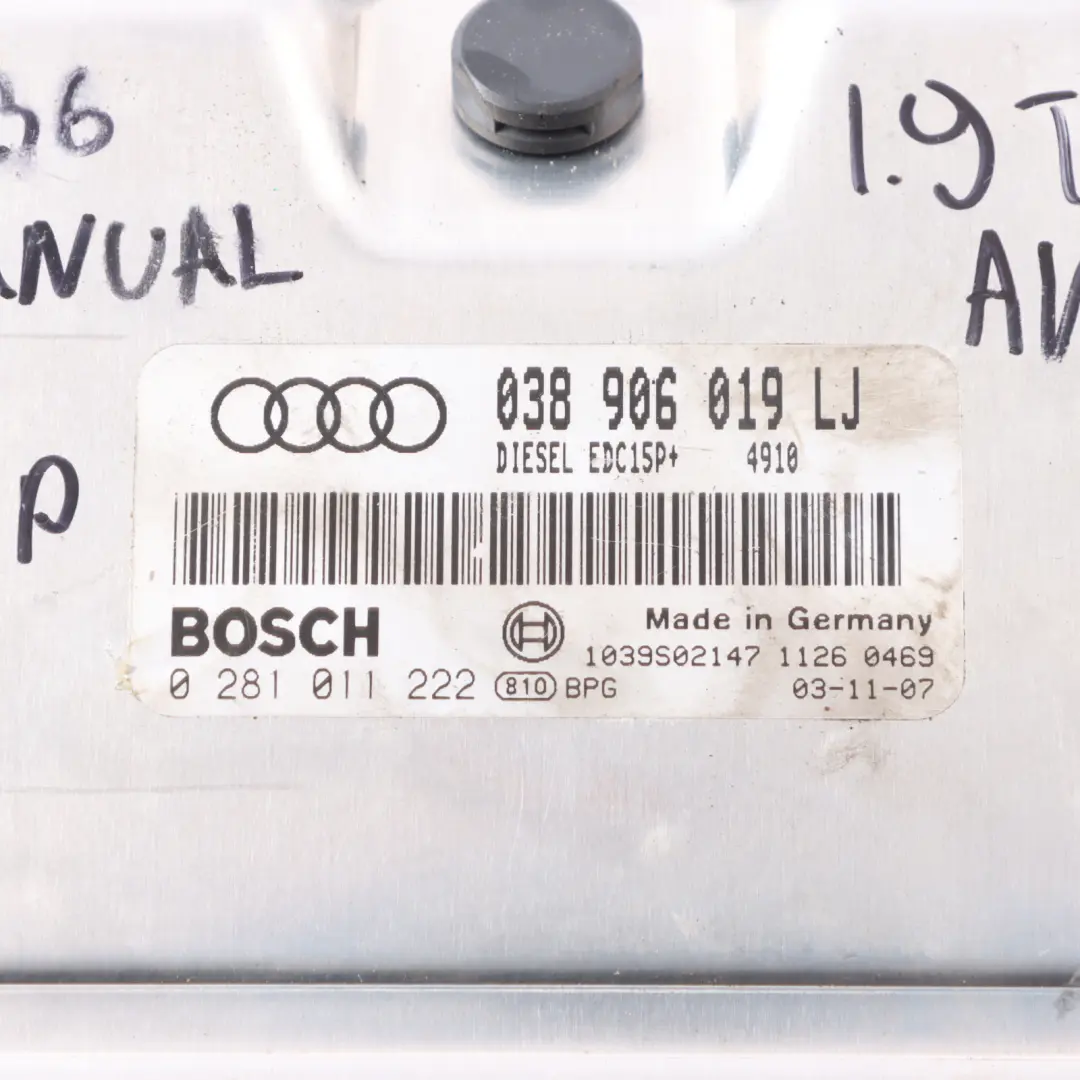 36
1.9 T
ANUAL
AV
P
038 906 019 LJ
DIESEL EDC15P+ 4910
BOSCH
Made in Germany
1039S02147 1126 0469
0 281 011 222 810 BPG 03-11-07